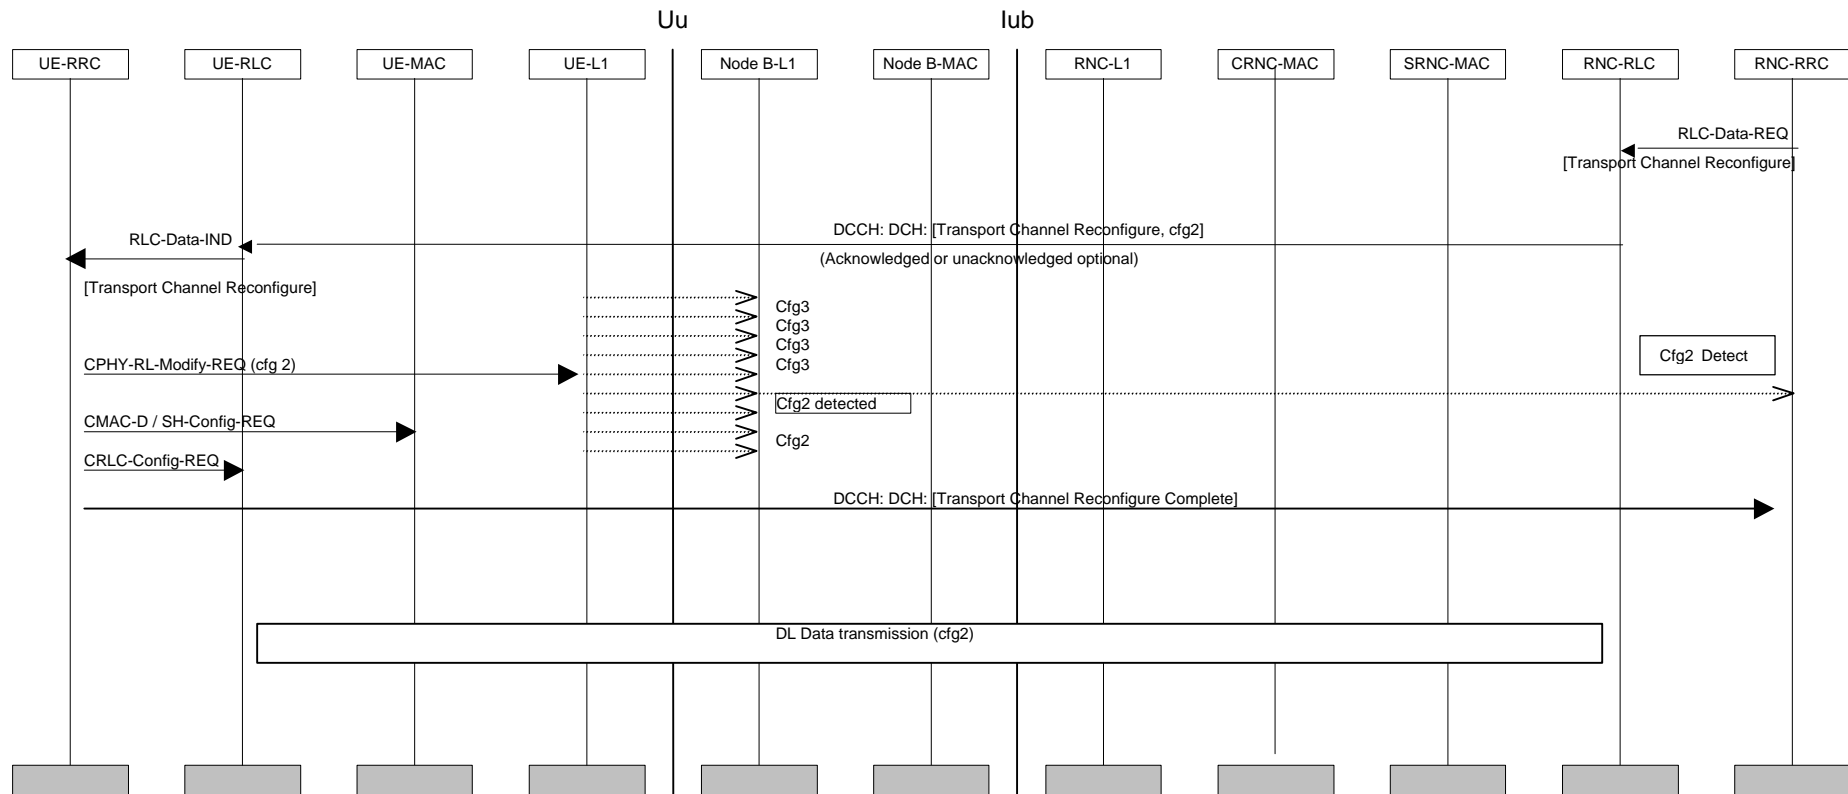 Uu
Iub
UE-RRC
UE-RLC
UE-MAC
UE-L1
Node B-L1
Node B-MAC
RNC-L1
CRNC-MAC
SRNC-MAC
RNC-RLC
RNC-RRC
RLC-Data-REQ
[Transport Channel Reconfigure]
DCCH: DCH: [Transport Channel Reconfigure, cfg2]
RLC-Data-IND
(Acknowledged or unacknowledged optional)
[Transport Channel Reconfigure]
Cfg3
Cfg3
Cfg3
Cfg3
Cfg2 Detect
CPHY-RL-Modify-REQ (cfg 2)
Cfg2 detected
CMAC-D / SH-Config-REQ
Cfg2
CRLC-Config-REQ
DCCH: DCH: [Transport Channel Reconfigure Complete]
DL Data transmission (cfg2)